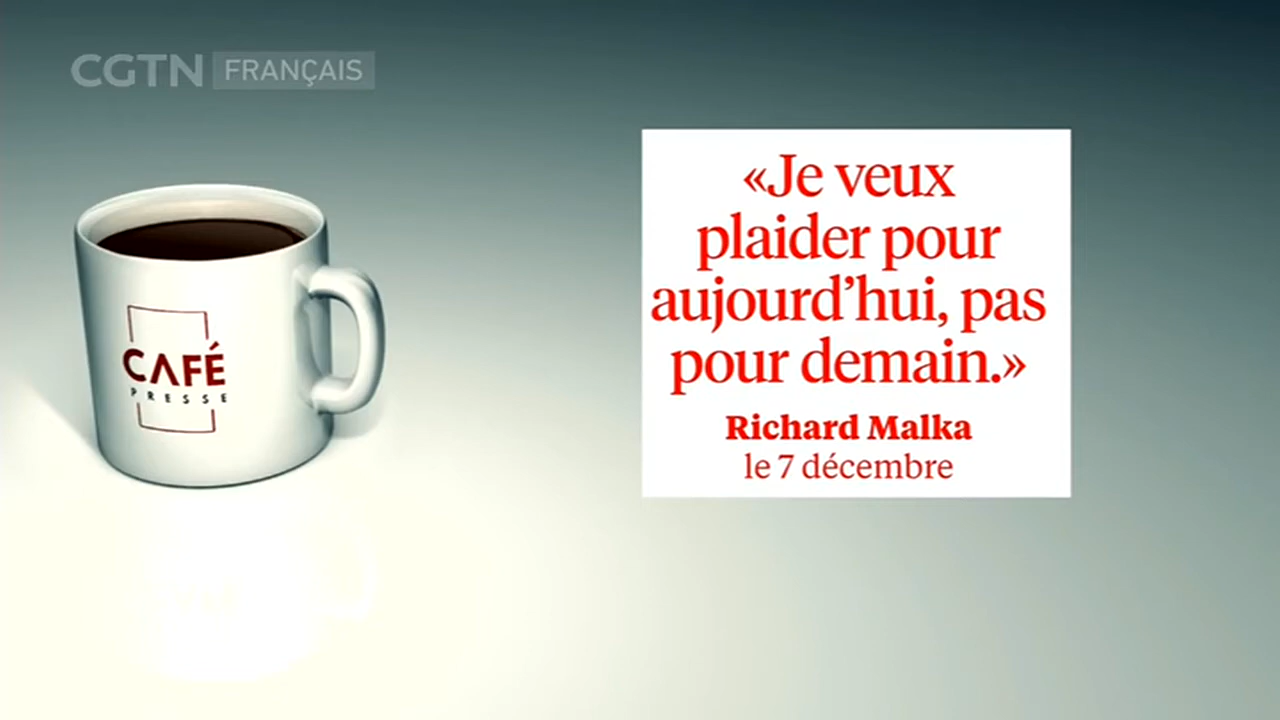 CGTN FRANÇAIS
«Je veux
plaider pour
aujourd’hui, pas
pour demain.»
Richard Malka
le 7 décembre
CAFÉ
PRESSE